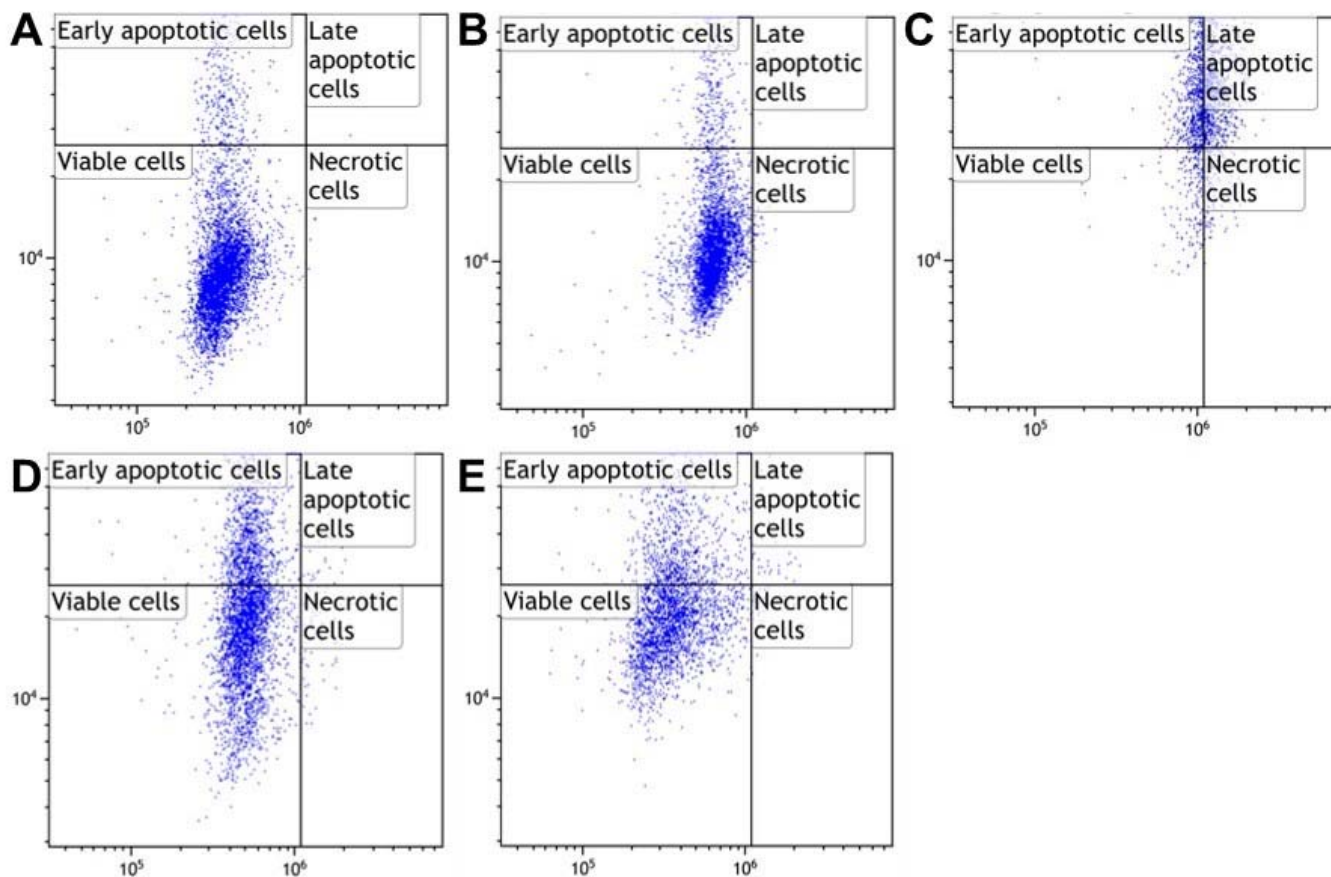 A
Early apoptotic cells
Late
apoptotic
cells
Viable cells
Necrotic
cells
10⁴
10⁵
10⁶
B
Early apoptotic cells
Late
apoptotic
cells
Viable cells
Necrotic
cells
10⁴
10⁵
10⁶
C
Early apoptotic cells
Late
apoptotic
cells
Viable cells
Necrotic
cells
10⁴
10⁵
10⁶
D
Early apoptotic cells
Late
apoptotic
cells
Viable cells
Necrotic
cells
10⁴
10⁵
10⁶
E
Early apoptotic cells
Late
apoptotic
cells
Viable cells
Necrotic
cells
10⁴
10⁵
10⁶